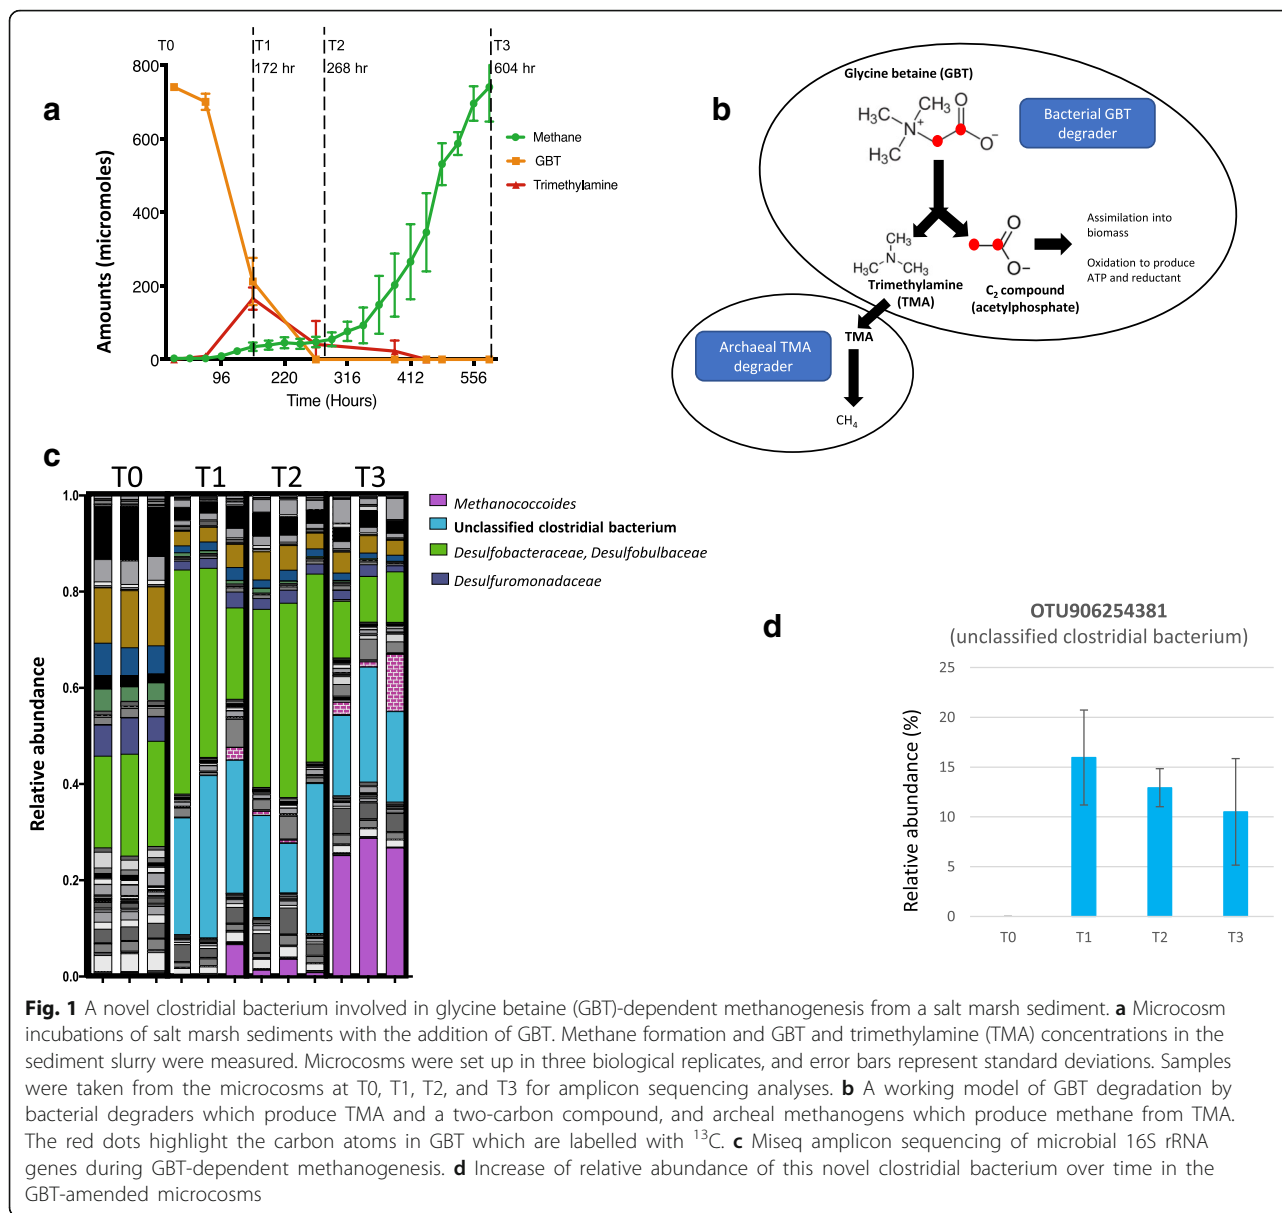 a
T0
T1
172 hr
T2
268 hr
T3
604 hr
800
600
400
200
0
Amounts (micromoles)
96
220
316
412
556
Time (Hours)
Methane
GBT
Trimethylamine
b
Glycine betaine (GBT)
Bacterial GBT
degrader
CH₃
O
H₃C
N⁺
O⁻
H₃C
CH₃
N
H₃C
CH₃
Trimethylamine
(TMA)
O
O⁻
C₂ compound
(acetylphosphate)
Assimilation into
biomass
Oxidation to produce
ATP and reductant
TMA
Archaeal TMA
degrader
CH₄
c
T0
T1
T2
T3
1.0
0.8
0.6
0.4
0.2
0.0
Relative abundance
Methanococcoides
Unclassified clostridial bacterium
Desulfobacteraceae, Desulfobulbaceae
Desulfuromonadaceae
d
OTU906254381
(unclassified clostridial bacterium)
25
20
15
10
5
0
Relative abundance (%)
T0
T1
T2
T3
Fig. 1 A novel clostridial bacterium involved in glycine betaine (GBT)-dependent methanogenesis from a salt marsh sediment. a Microcosm
incubations of salt marsh sediments with the addition of GBT. Methane formation and GBT and trimethylamine (TMA) concentrations in the
sediment slurry were measured. Microcosms were set up in three biological replicates, and error bars represent standard deviations. Samples
were taken from the microcosms at T0, T1, T2, and T3 for amplicon sequencing analyses. b A working model of GBT degradation by
bacterial degraders which produce TMA and a two-carbon compound, and archeal methanogens which produce methane from TMA.
The red dots highlight the carbon atoms in GBT which are labelled with ¹³C. c Miseq amplicon sequencing of microbial 16S rRNA
genes during GBT-dependent methanogenesis. d Increase of relative abundance of this novel clostridial bacterium over time in the
GBT-amended microcosms